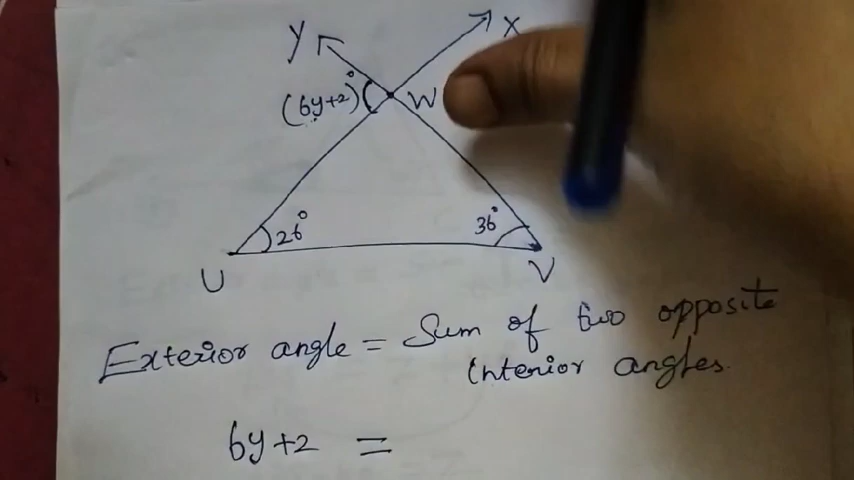 Y X
(6y+2)° W
26° 36°
U V
Exterior angle = Sum of two opposite
interior angles.
6y+2 =